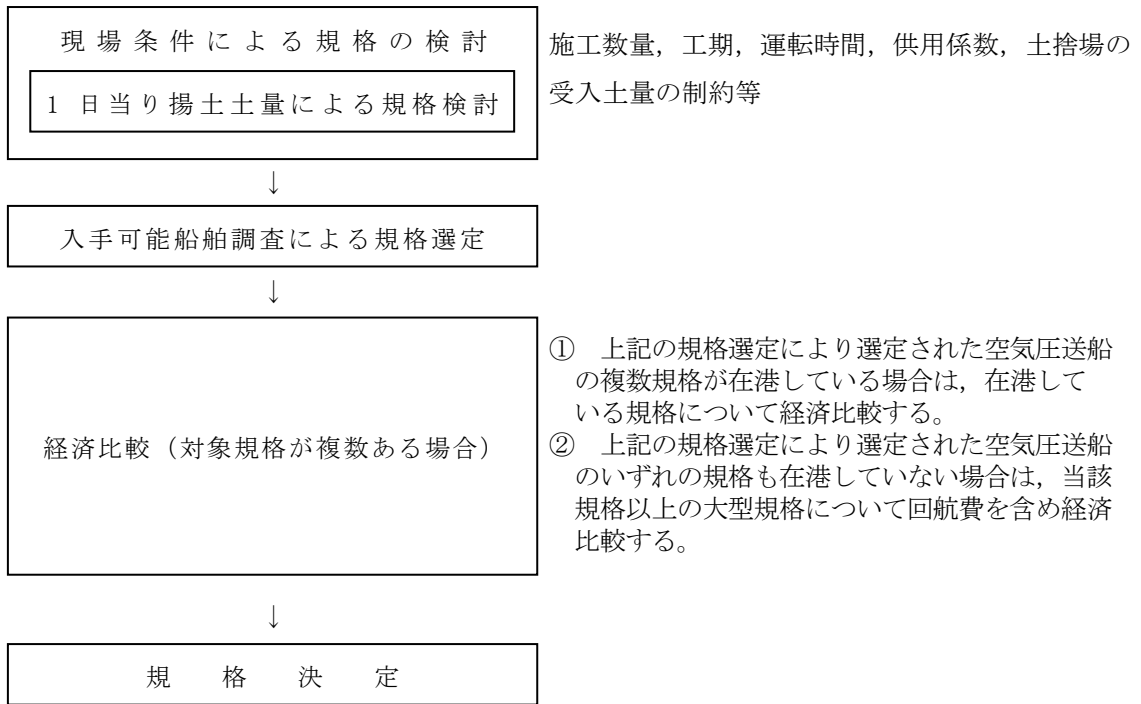 現場条件による規格の検討
1日当り揚土土量による規格検討
施工数量，工期，運転時間，供用係数，土捨場の
受入土量の制約等
↓
入手可能船舶調査による規格選定
↓
経済比較（対象規格が複数ある場合）
①　上記の規格選定により選定された空気圧送船
の複数規格が在港している場合は，在港して
いる規格について経済比較する。
②　上記の規格選定により選定された空気圧送船
のいずれの規格も在港していない場合は，当該
規格以上の大型規格について回航費を含め経済
比較する。
↓
規格決定